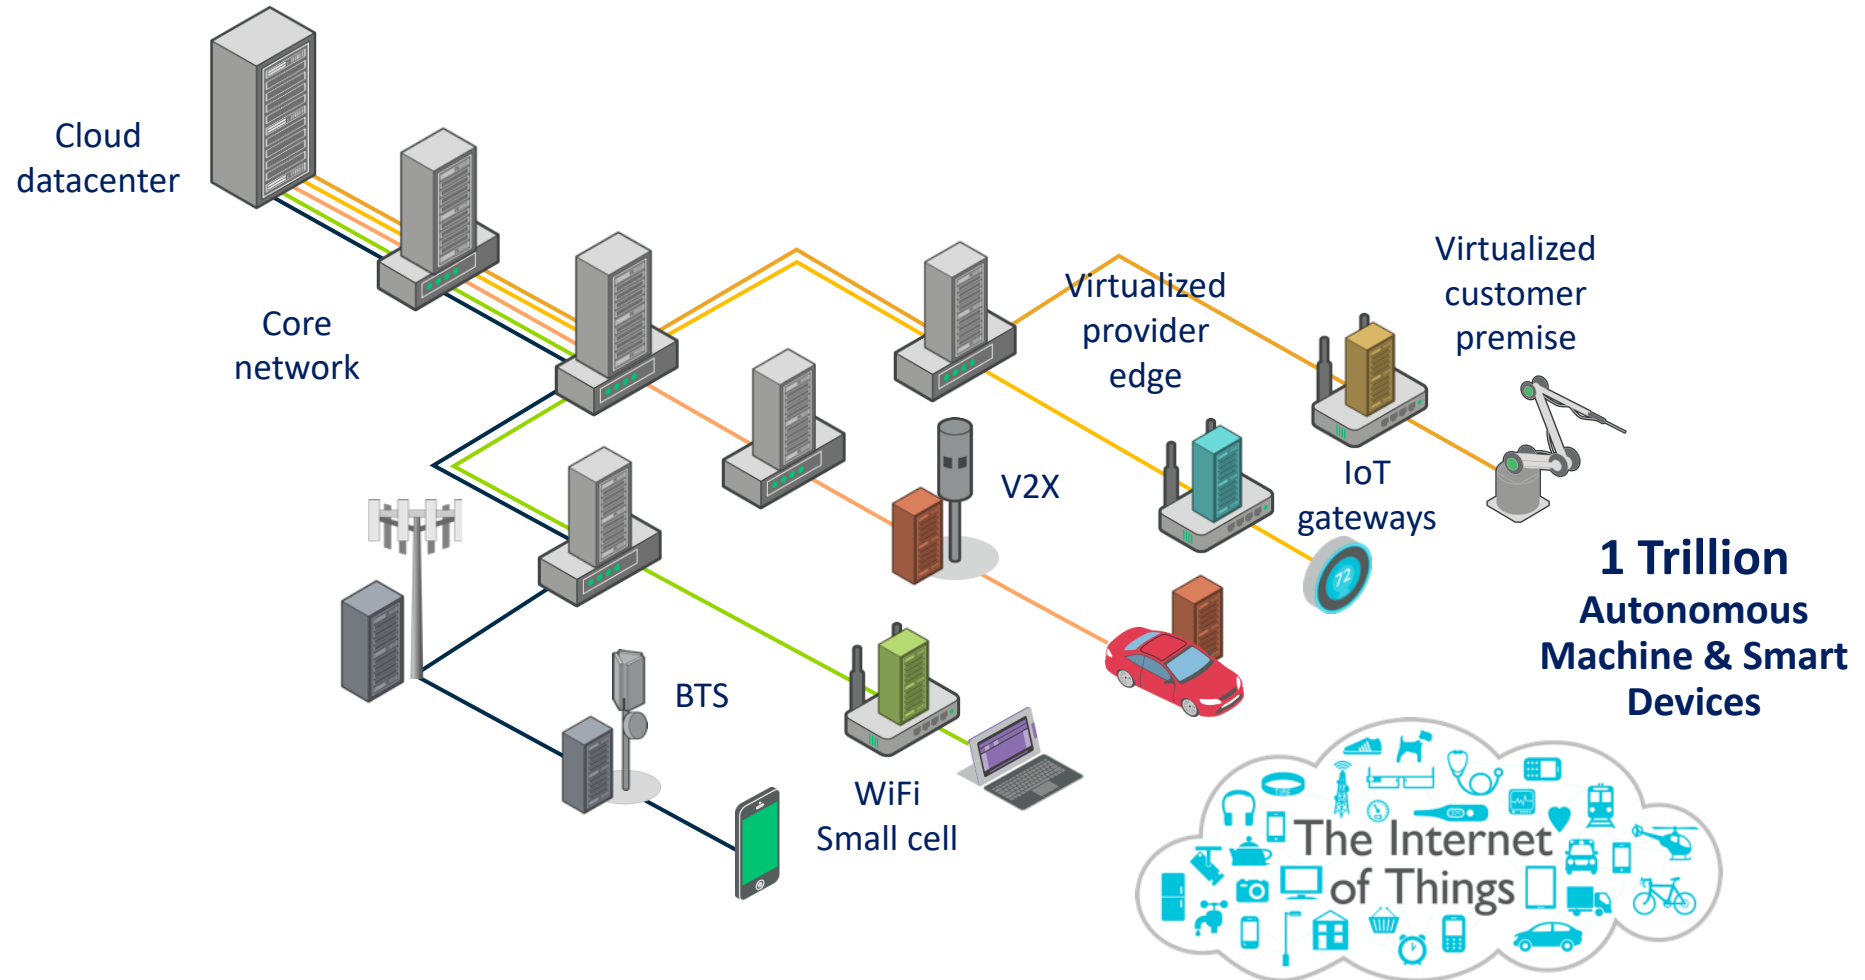 Cloud
datacenter
Core
network
Virtualized
provider
edge
Virtualized
customer
premise
V2X
IoT
gateways
72
BTS
WiFi
Small cell
1 Trillion
Autonomous
Machine & Smart
Devices
The Internet
of Things